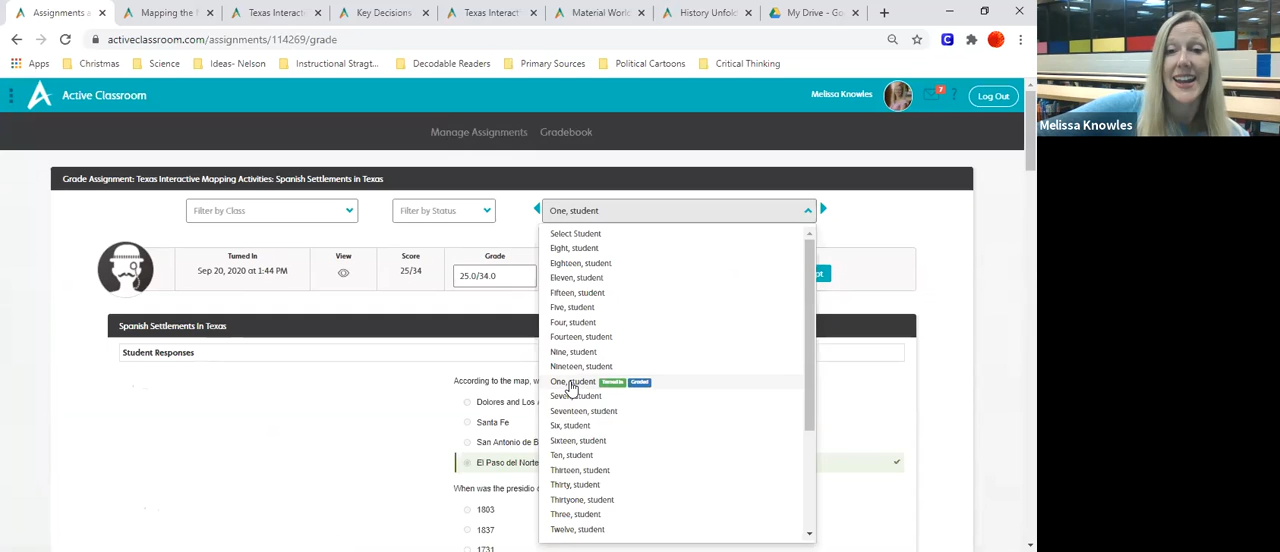 Assignments a
Mapping the F
Texas Interact
Key Decisions
Texas Interact
Material World
History Unfol
My Drive - Go
activeclassroom.com/assignments/114269/grade
Apps
Christmas
Science
Ideas- Nelson
Instructional Stragt...
Decodable Readers
Primary Sources
Political Cartoons
Critical Thinking
Active Classroom
Melissa Knowles
7
?
Log Out
Melissa Knowles
Manage Assignments
Gradebook
Grade Assignment: Texas Interactive Mapping Activities: Spanish Settlements in Texas
Filter by Class
Filter by Status
One, student
Turned In
Sep 20, 2020 at 1:44 PM
View
Score
25/34
Grade
25.0/34.0
pt
Select Student
Eight, student
Eighteen, student
Eleven, student
Fifteen, student
Five, student
Four, student
Fourteen, student
Nine, student
Nineteen, student
One, student Turned In Graded
Seven, student
Seventeen, student
Six, student
Sixteen, student
Ten, student
Thirteen, student
Thirty, student
Thirtyone, student
Three, student
Twelve, student
Spanish Settlements in Texas
Student Responses
According to the map, w
Dolores and Los A
Santa Fe
San Antonio de B
El Paso del Norte
When was the presidio
1803
1837
1731